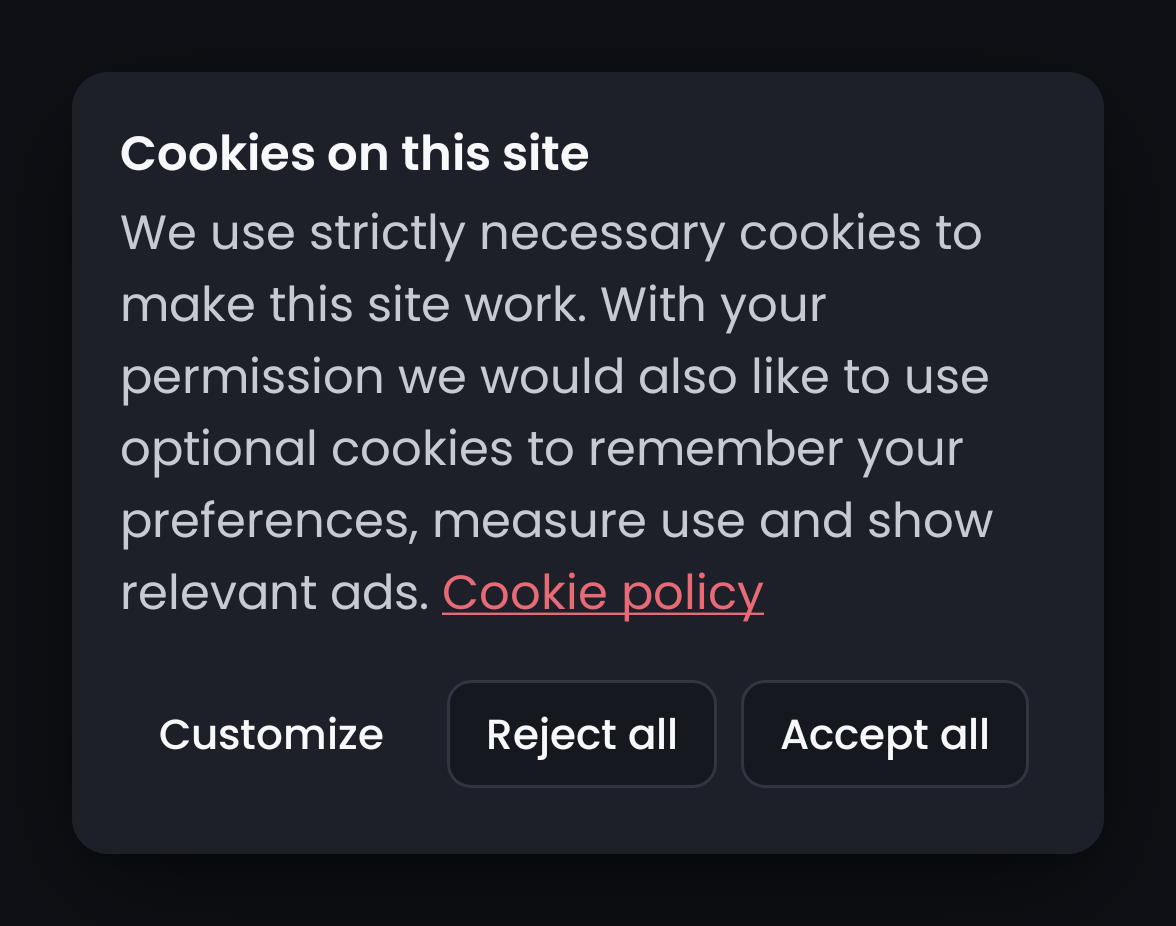 Cookies on this site
We use strictly necessary cookies to
make this site work. With your
permission we would also like to use
optional cookies to remember your
preferences, measure use and show
relevant ads. Cookie policy
Customize Reject all Accept all